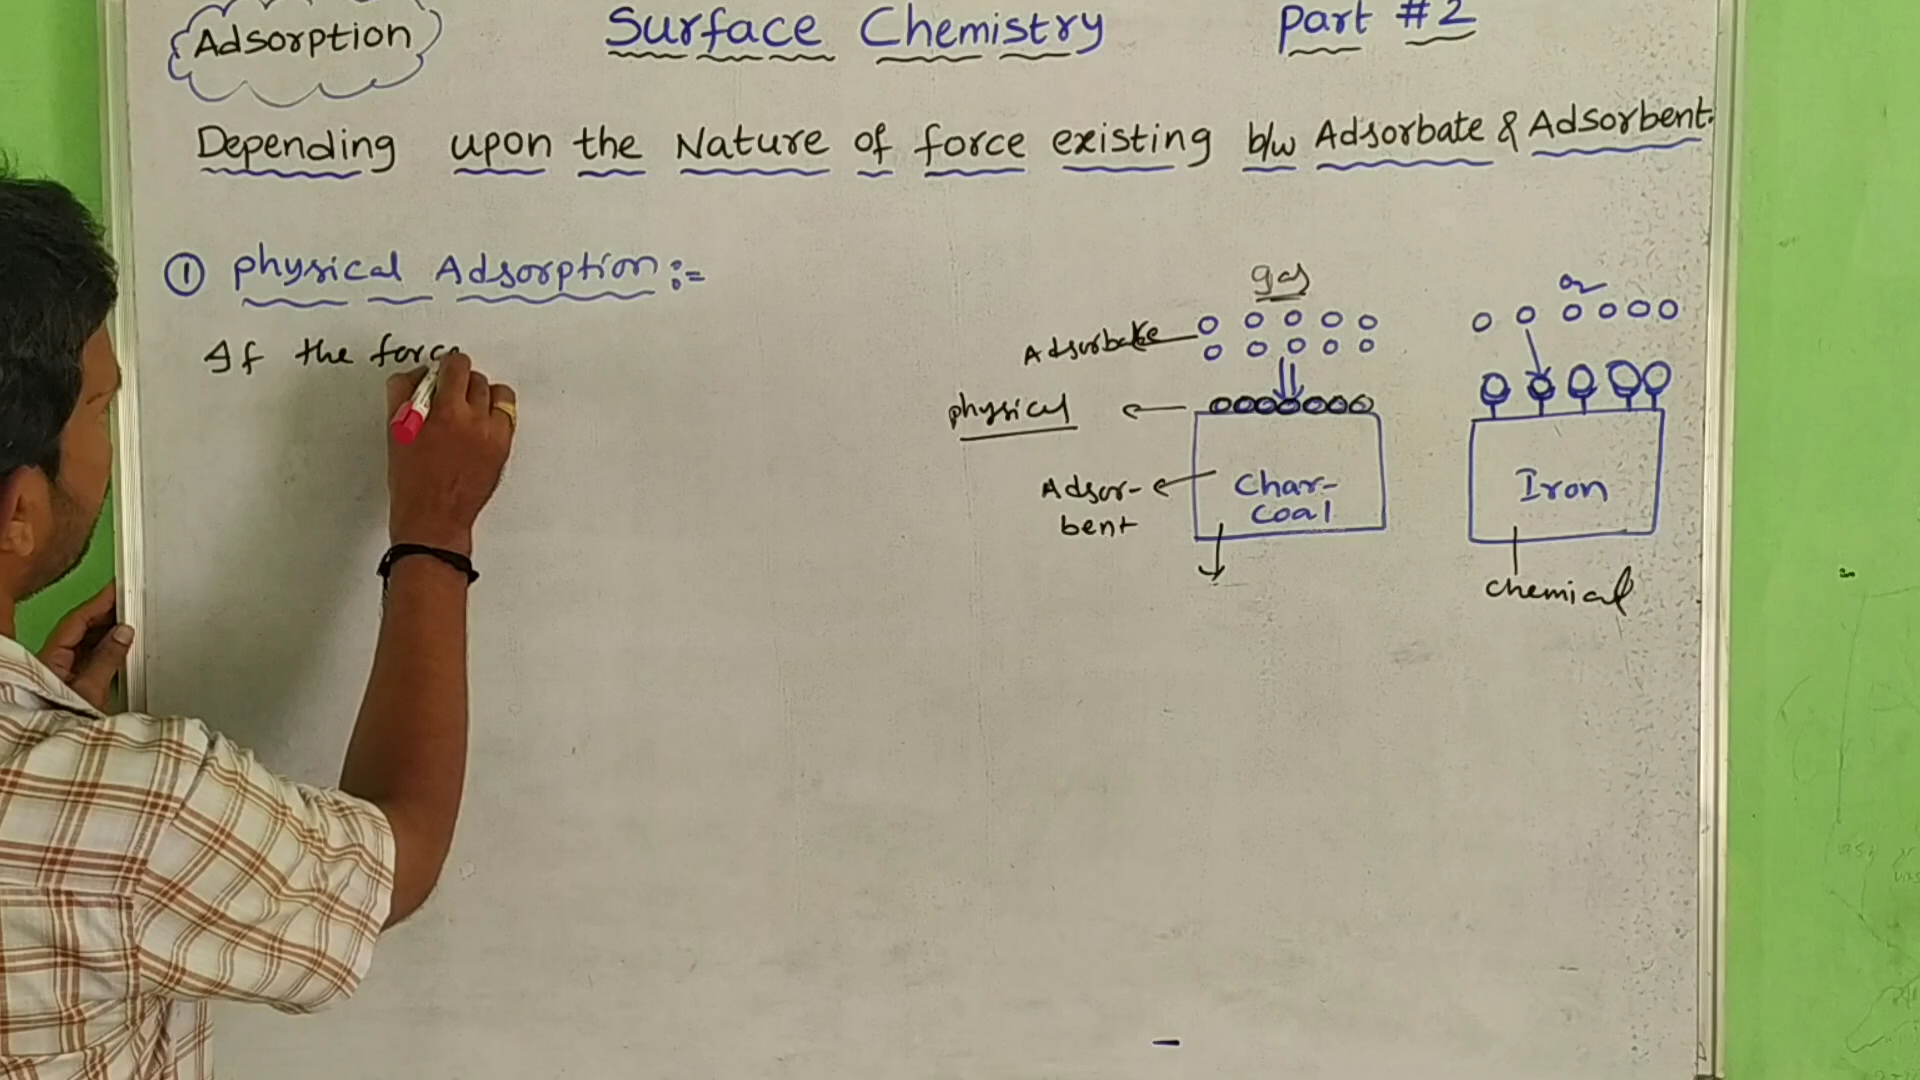 Adsorption
Surface Chemistry
Part #2
Depending upon the Nature of force existing b/w Adsorbate & Adsorbent.
① Physical Adsorption:-
If the force
gas
Adsorbate
physical
Adsor-
bent
Char-
coal
Iron
chemial